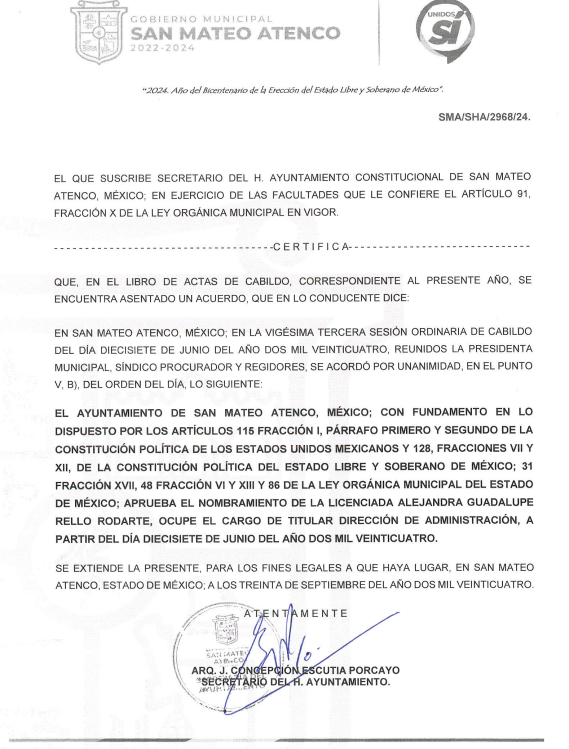 GOBIERNO MUNICIPAL
SAN MATEO ATENCO
2022-2024
UNIDOS
SÍ
"2024. Año del Bicentenario de la Erección del Estado Libre y Soberano de México".
SMA/SHA/2968/24.
EL QUE SUSCRIBE SECRETARIO DEL H. AYUNTAMIENTO CONSTITUCIONAL DE SAN MATEO
ATENCO, MÉXICO; EN EJERCICIO DE LAS FACULTADES QUE LE CONFIERE EL ARTÍCULO 91,
FRACCIÓN X DE LA LEY ORGÁNICA MUNICIPAL EN VIGOR.
- - - - - - - - - - - - - - - - - - - - - - - - - - - - - - - - - - -C E R T I F I C A- - - - - - - - - - - - - - - - - - - - - - - - - - - - - -
QUE, EN EL LIBRO DE ACTAS DE CABILDO, CORRESPONDIENTE AL PRESENTE AÑO, SE
ENCUENTRA ASENTADO UN ACUERDO, QUE EN LO CONDUCENTE DICE:
EN SAN MATEO ATENCO, MÉXICO; EN LA VIGÉSIMA TERCERA SESIÓN ORDINARIA DE CABILDO
DEL DÍA DIECISIETE DE JUNIO DEL AÑO DOS MIL VEINTICUATRO, REUNIDOS LA PRESIDENTA
MUNICIPAL, SÍNDICO PROCURADOR Y REGIDORES, SE ACORDÓ POR UNANIMIDAD, EN EL PUNTO
V, B), DEL ORDEN DEL DÍA, LO SIGUIENTE:
EL AYUNTAMIENTO DE SAN MATEO ATENCO, MÉXICO; CON FUNDAMENTO EN LO
DISPUESTO POR LOS ARTÍCULOS 115 FRACCIÓN I, PÁRRAFO PRIMERO Y SEGUNDO DE LA
CONSTITUCIÓN POLÍTICA DE LOS ESTADOS UNIDOS MEXICANOS Y 128, FRACCIONES VII Y
XII, DE LA CONSTITUCIÓN POLÍTICA DEL ESTADO LIBRE Y SOBERANO DE MÉXICO; 31
FRACCIÓN XVII, 48 FRACCIÓN VI Y XIII Y 86 DE LA LEY ORGÁNICA MUNICIPAL DEL ESTADO
DE MÉXICO; APRUEBA EL NOMBRAMIENTO DE LA LICENCIADA ALEJANDRA GUADALUPE
RELLO RODARTE, OCUPE EL CARGO DE TITULAR DIRECCIÓN DE ADMINISTRACIÓN, A
PARTIR DEL DÍA DIECISIETE DE JUNIO DEL AÑO DOS MIL VEINTICUATRO.
SE EXTIENDE LA PRESENTE, PARA LOS FINES LEGALES A QUE HAYA LUGAR, EN SAN MATEO
ATENCO, ESTADO DE MÉXICO; A LOS TREINTA DE SEPTIEMBRE DEL AÑO DOS MIL VEINTICUATRO.
A T E N T A M E N T E
SAN MATEO
ATENCO
ARQ. J. CONCEPCIÓN ESCUTIA PORCAYO
SECRETARIO DEL H. AYUNTAMIENTO.